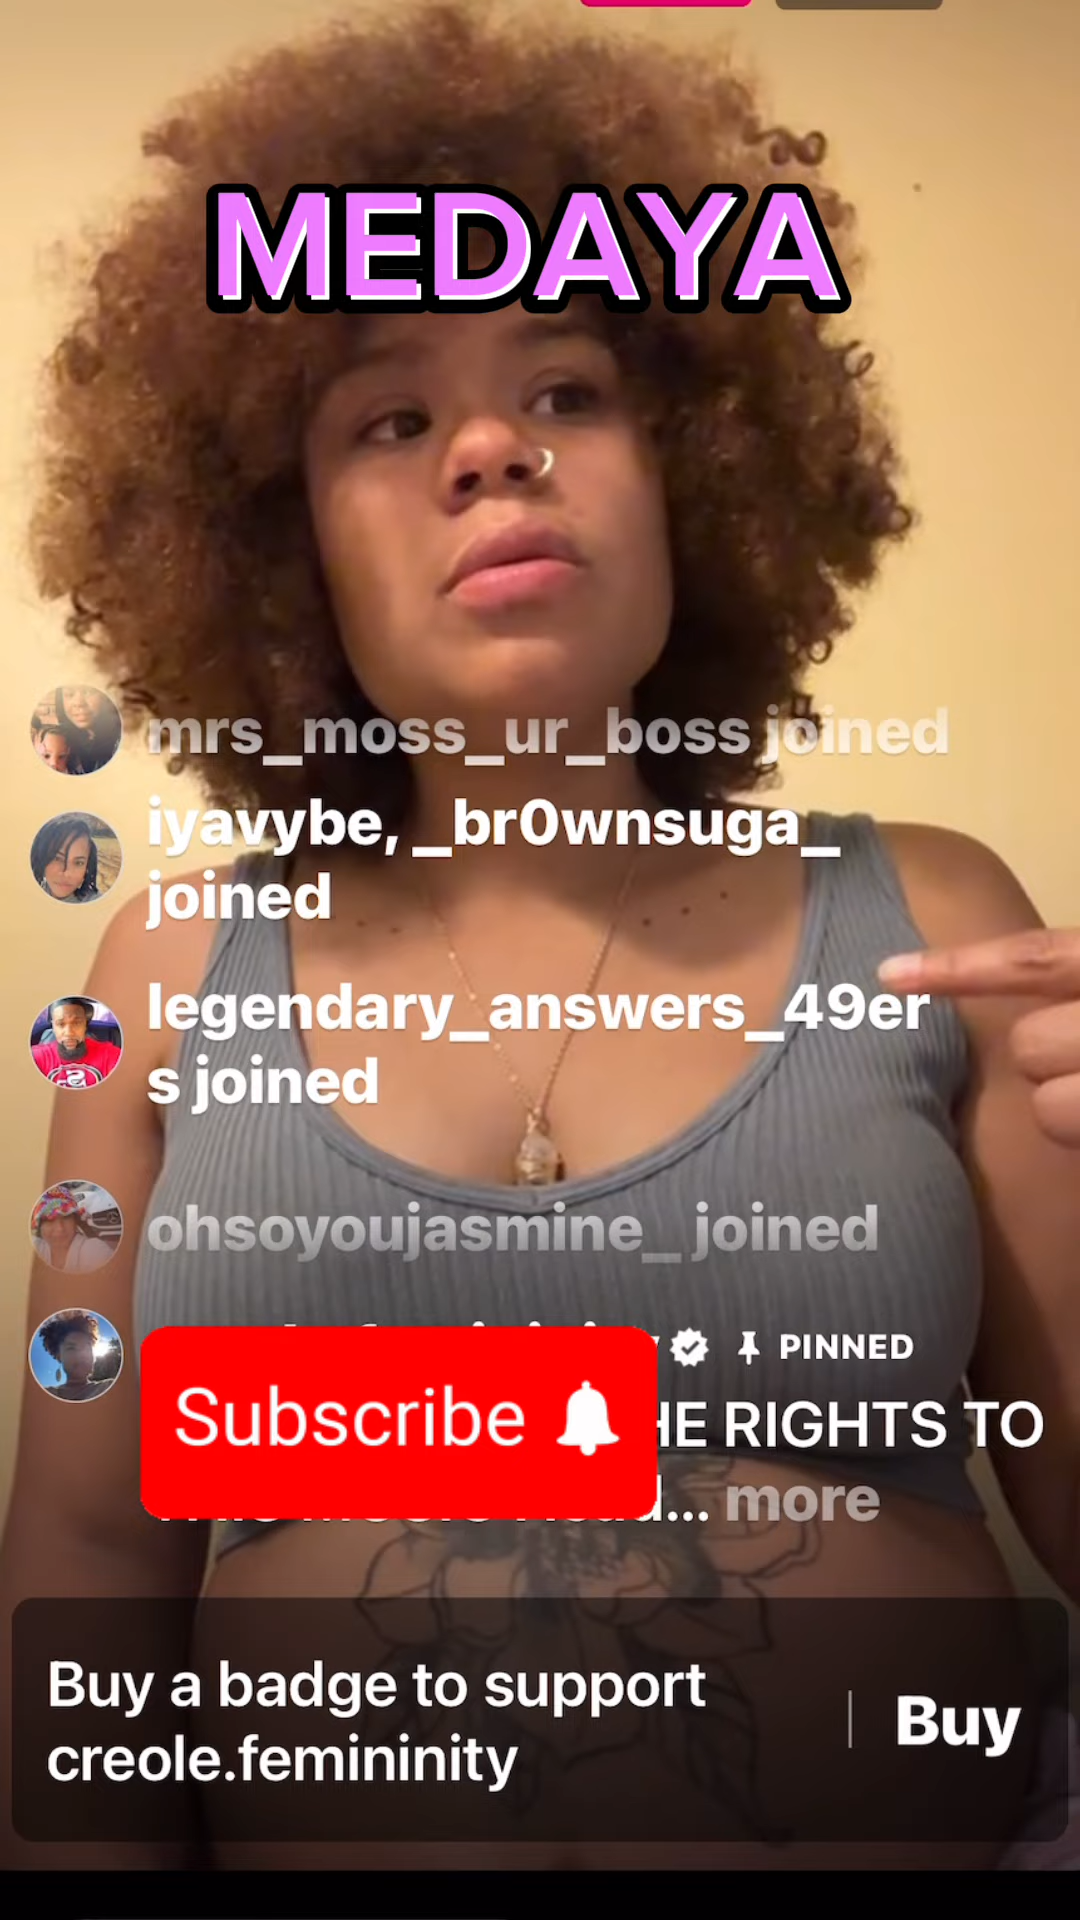 MEDAYA
mrs_moss_ur_boss joined
iyavybe, _br0wnsuga_
joined
legendary_answers_49er
s joined
ohsoyoujasmine_ joined
PINNED
Subscribe
HE RIGHTS TO
... more
Buy a badge to support
creole.femininity
Buy